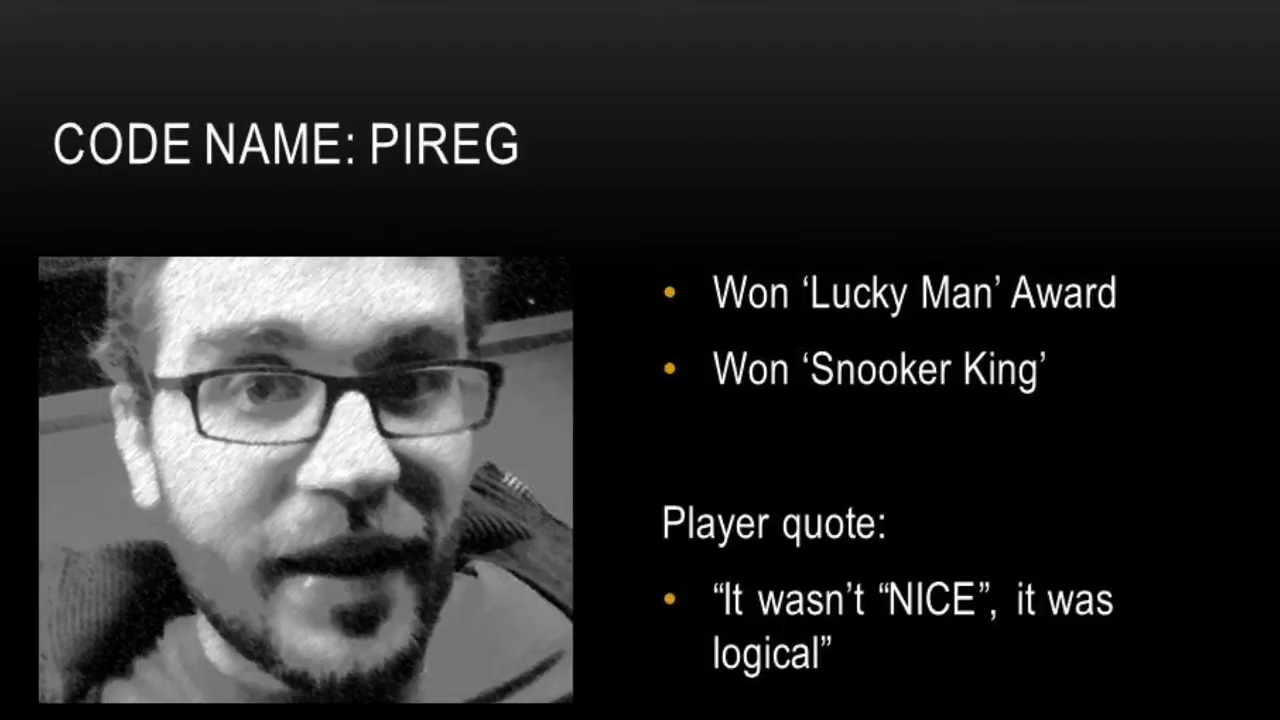 CODE NAME: PIREG
• Won ‘Lucky Man’ Award
• Won ‘Snooker King’
Player quote:
• “It wasn’t “NICE”, it was
logical”